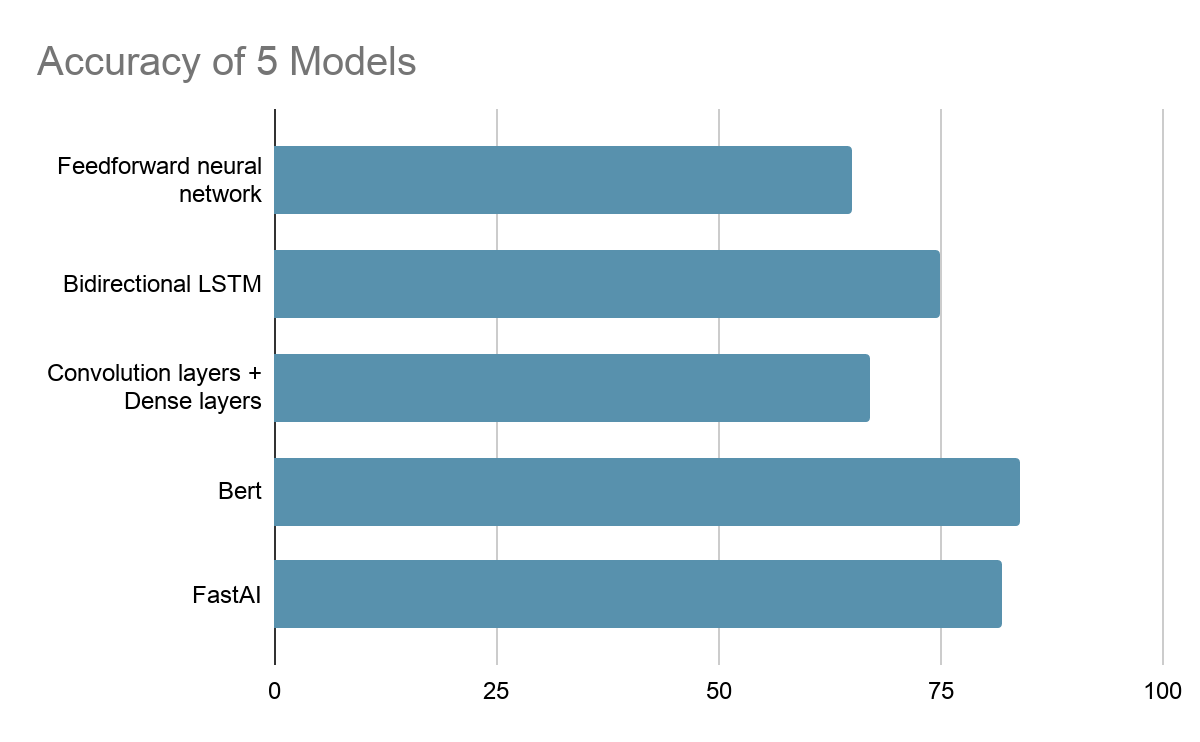 Accuracy of 5 Models
Feedforward neural
network
Bidirectional LSTM
Convolution layers +
Dense layers
Bert
FastAI
0
25
50
75
100